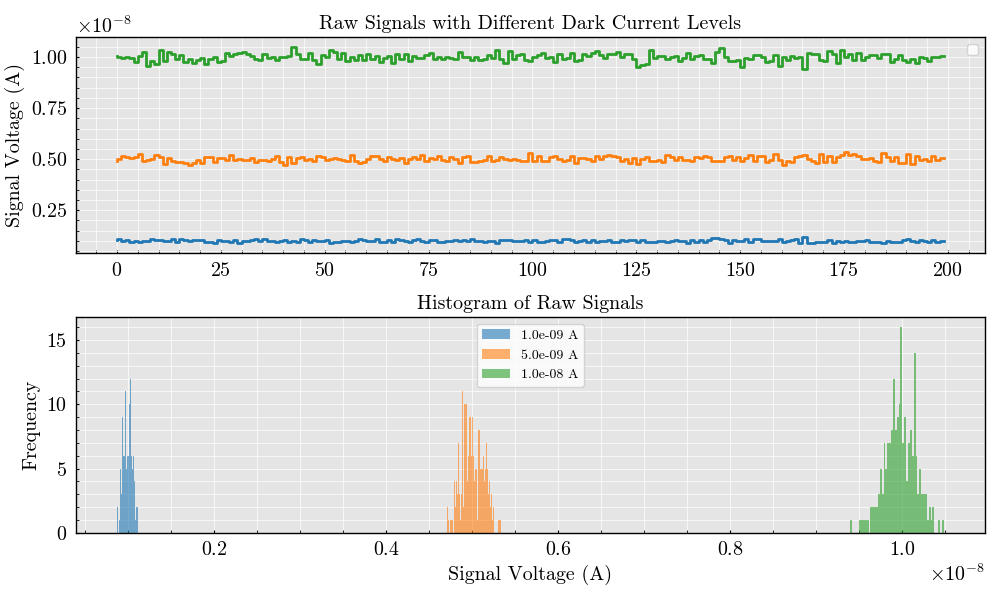 Raw Signals with Different Dark Current Levels
×10⁻⁸
Signal Voltage (A)
1.00
0.75
0.50
0.25
0 25 50 75 100 125 150 175 200
Histogram of Raw Signals
Frequency
15
10
5
0
1.0e-09 A
5.0e-09 A
1.0e-08 A
0.2 0.4 0.6 0.8 1.0
Signal Voltage (A)
×10⁻⁸